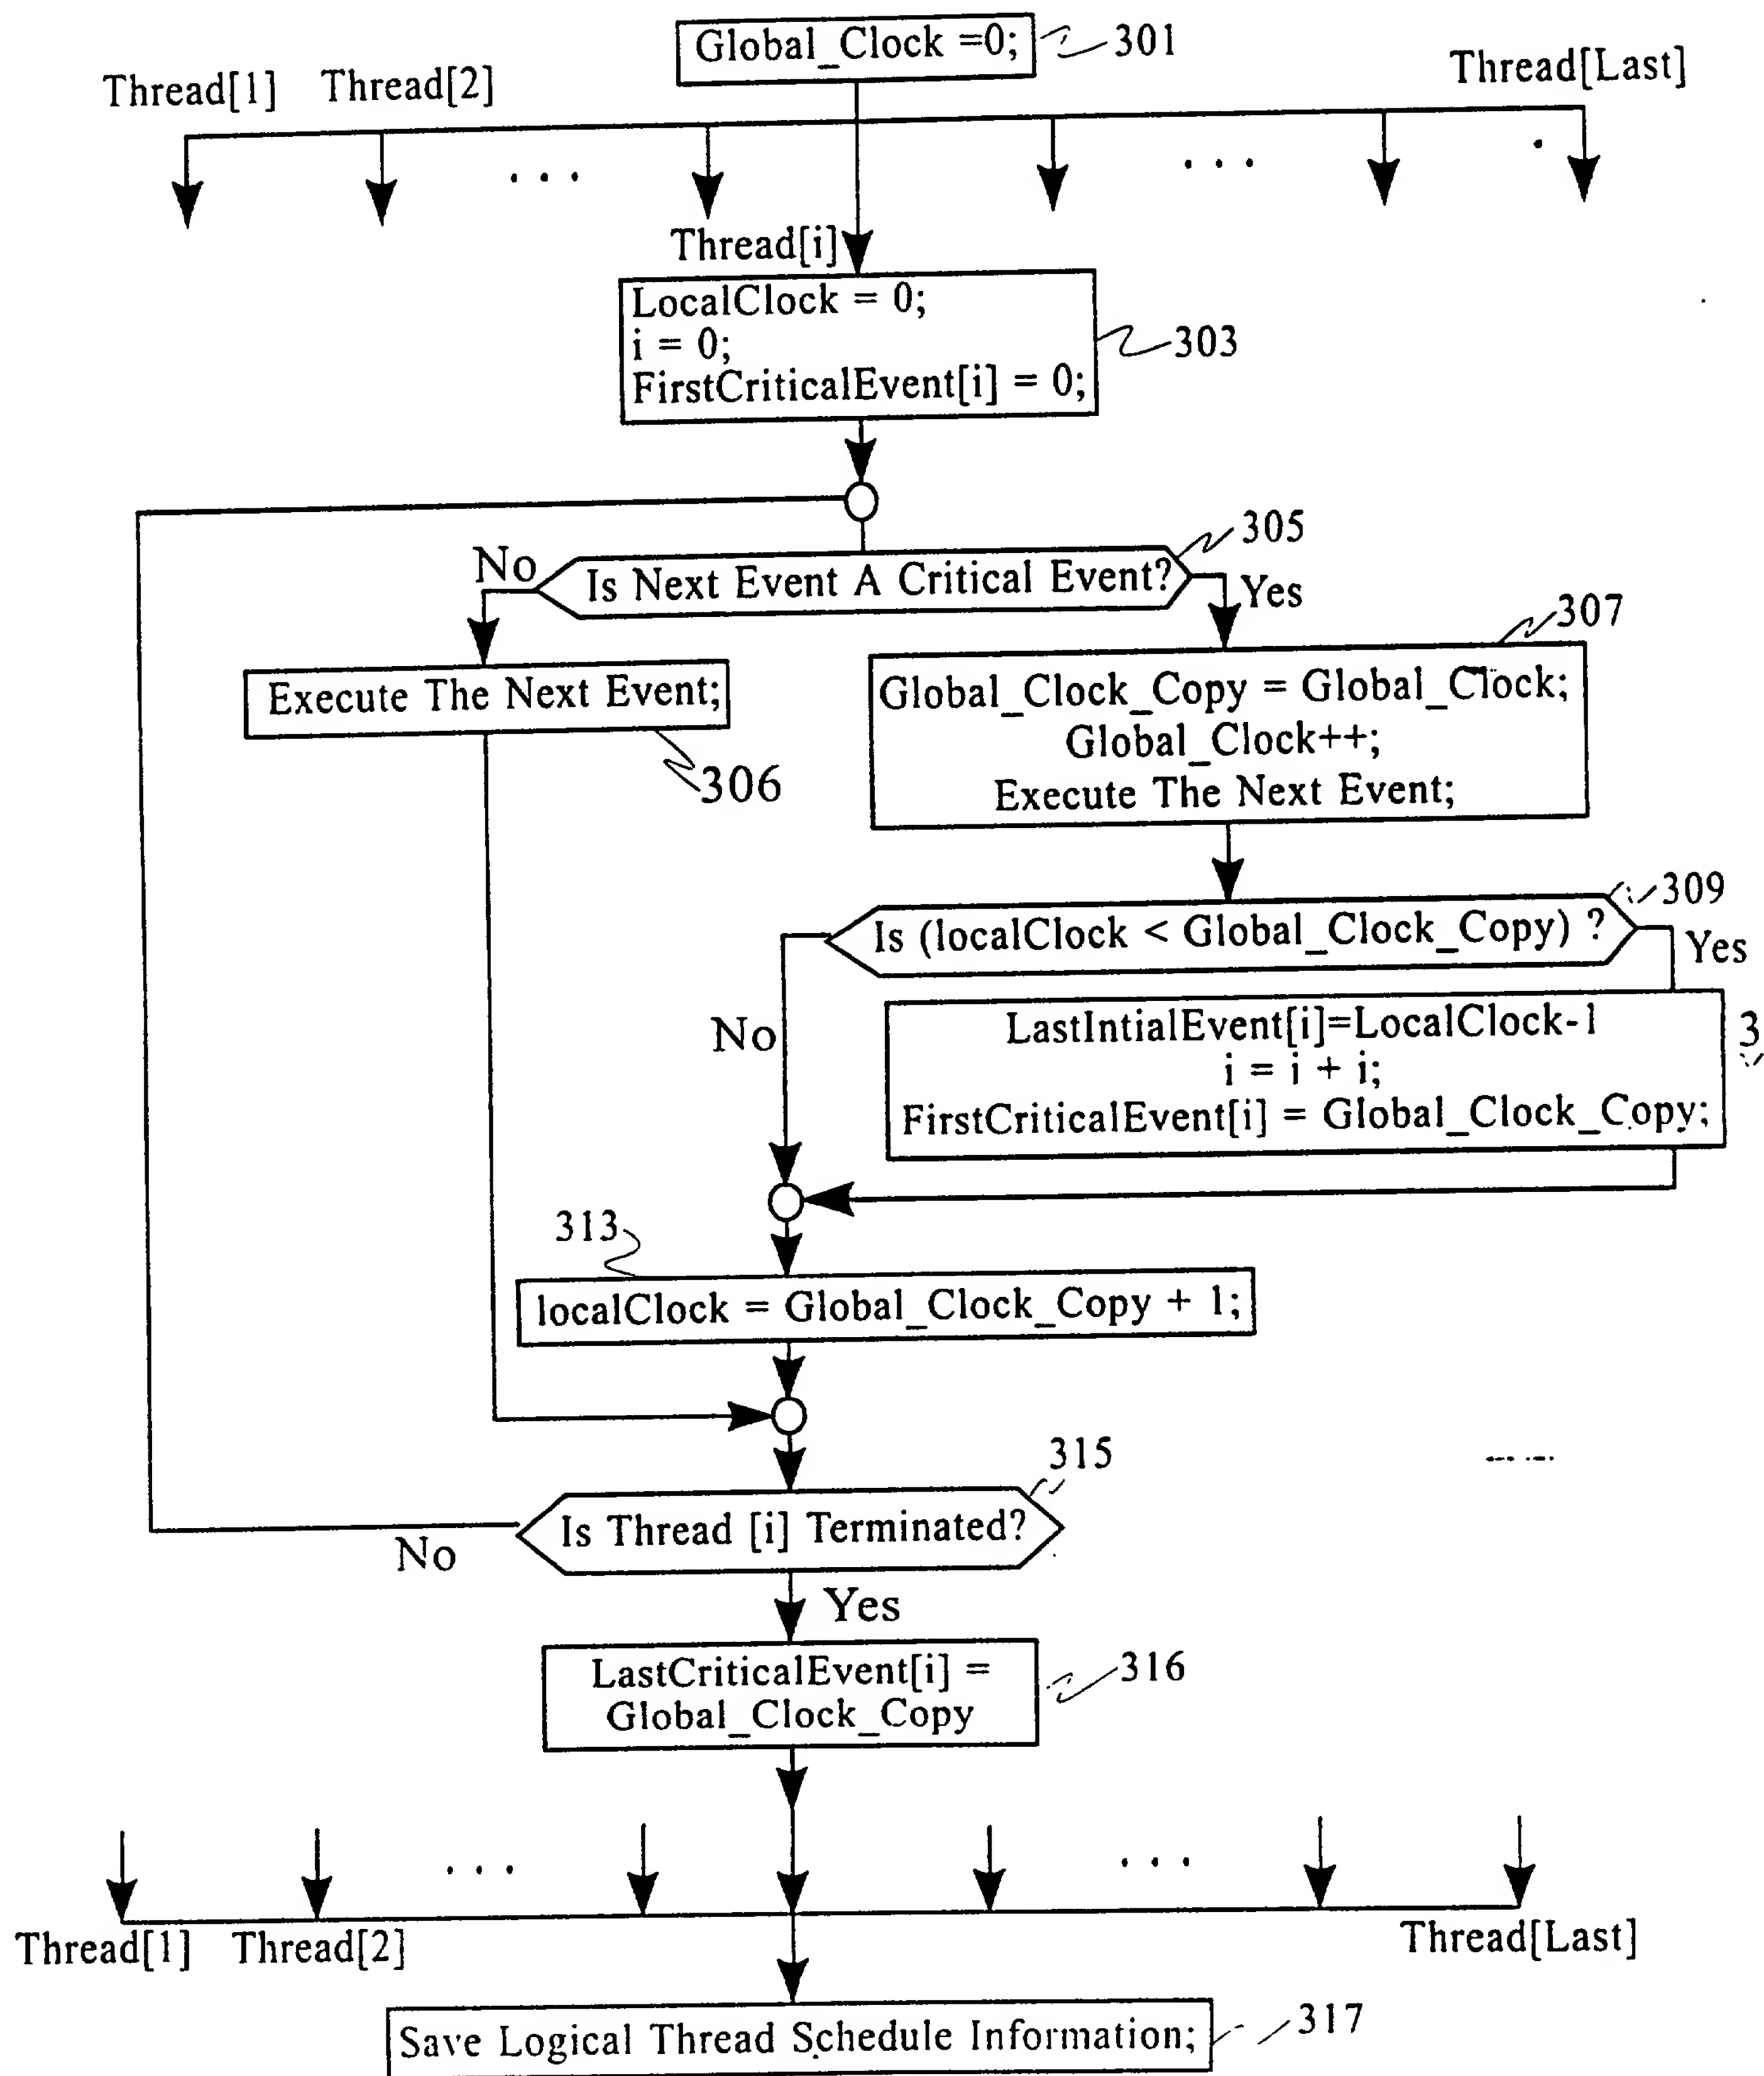 Global_Clock =0;
301
Thread[1]
Thread[2]
Thread[Last]
. . .
. . .
Thread[i]
LocalClock = 0;
i = 0;
FirstCriticalEvent[i] = 0;
303
305
No
Is Next Event A Critical Event?
Yes
307
Execute The Next Event;
306
Global_Clock_Copy = Global_Clock;
Global_Clock++;
Execute The Next Event;
309
Is (localClock < Global_Clock_Copy) ?
Yes
No
LastIntialEvent[i]=LocalClock-1
i = i + i;
FirstCriticalEvent[i] = Global_Clock_Copy;
3
313
localClock = Global_Clock_Copy + 1;
315
Is Thread [i] Terminated?
No
Yes
LastCriticalEvent[i] =
Global_Clock_Copy
316
. . .
. . .
Thread[1]
Thread[2]
Thread[Last]
Save Logical Thread Schedule Information;
317